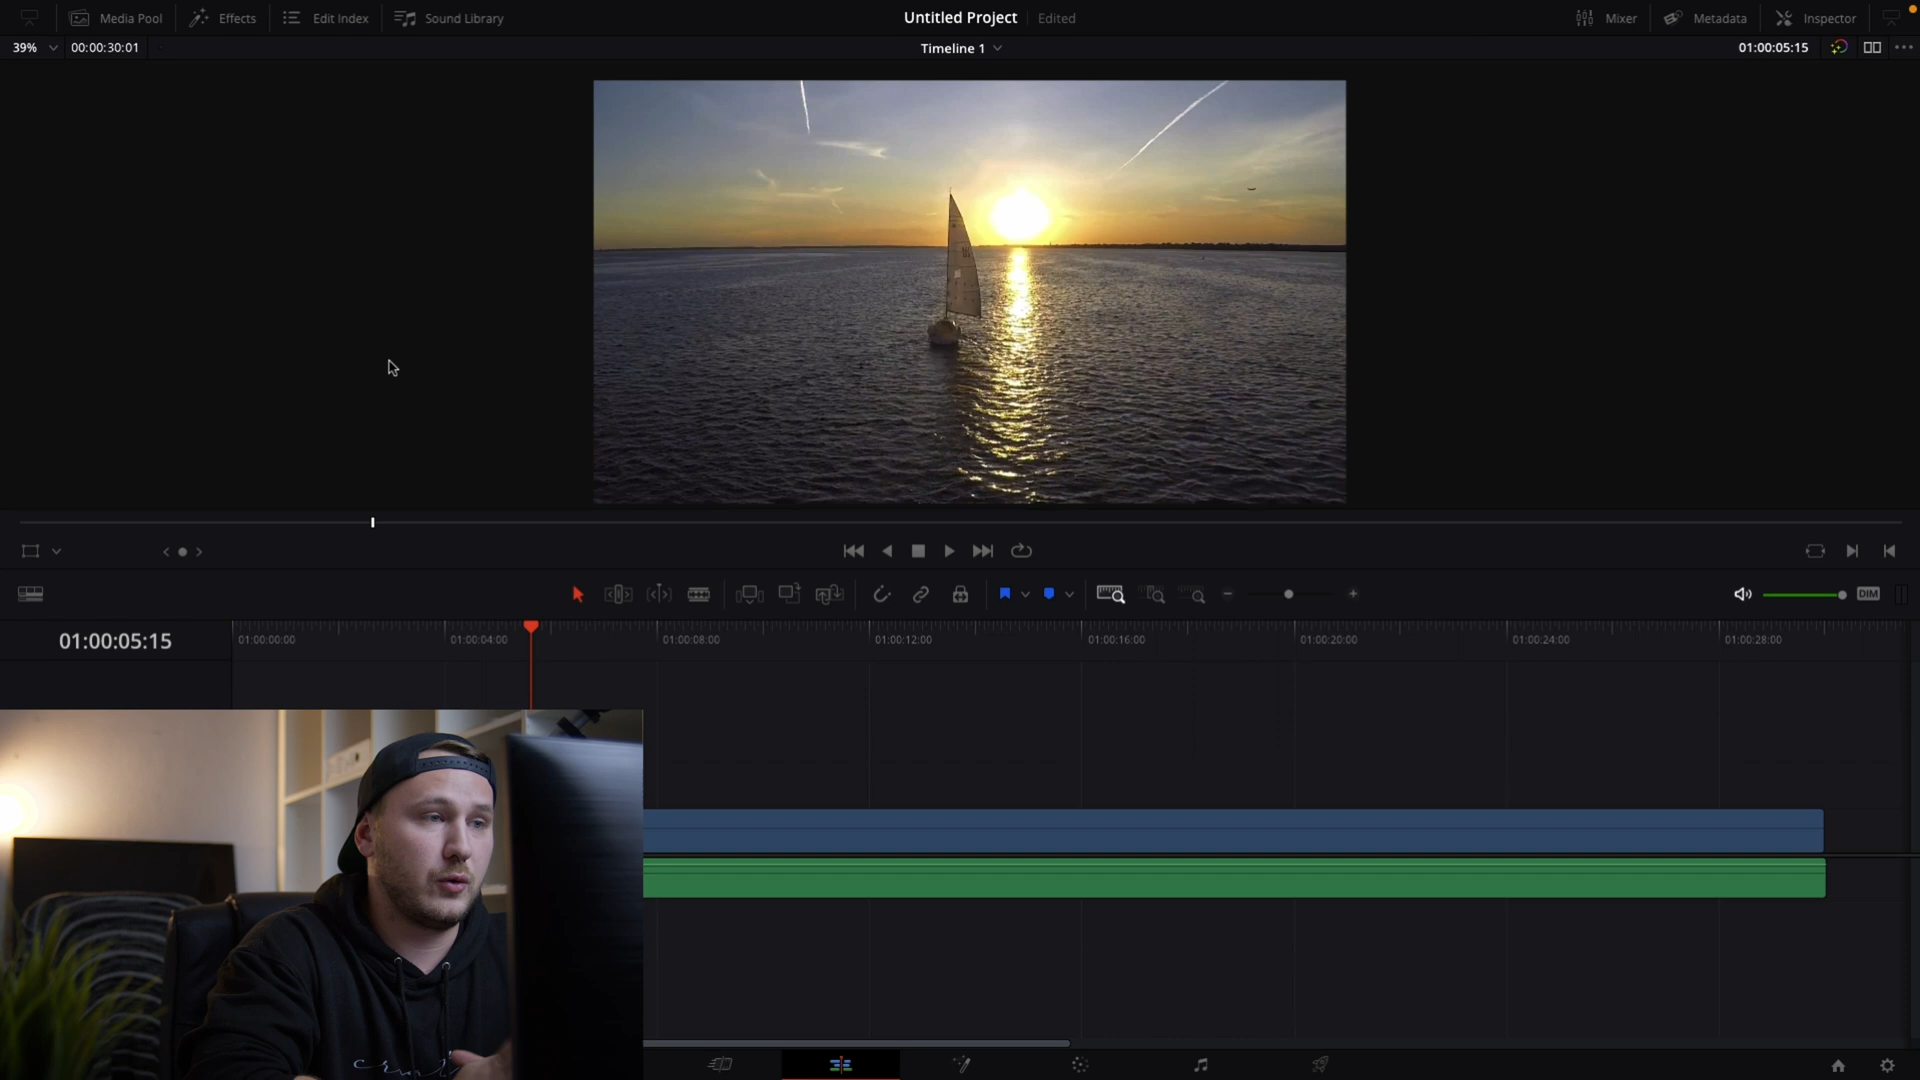 Media Pool Effects Edit Index Sound Library Untitled Project Edited Mixer Metadata Inspector
39% 00:00:30:01 Timeline 1 01:00:05:15
DIM
01:00:05:15 01:00:00:00 01:00:04:00 01:00:08:00 01:00:12:00 01:00:16:00 01:00:20:00 01:00:24:00 01:00:28:00